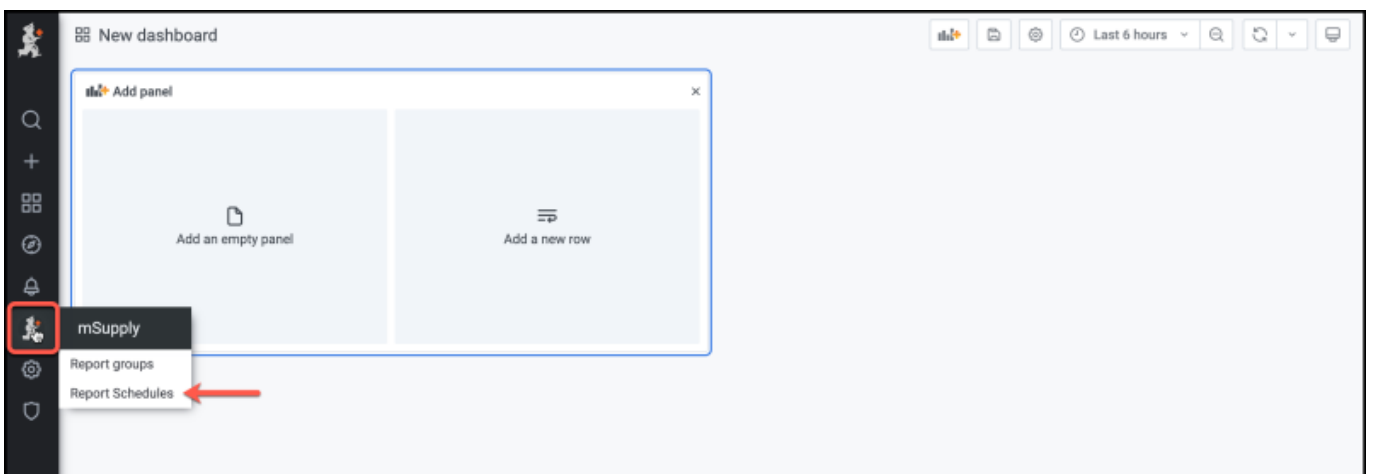 New dashboard
Last 6 hours
Add panel
Add an empty panel
Add a new row
mSupply
Report groups
Report Schedules